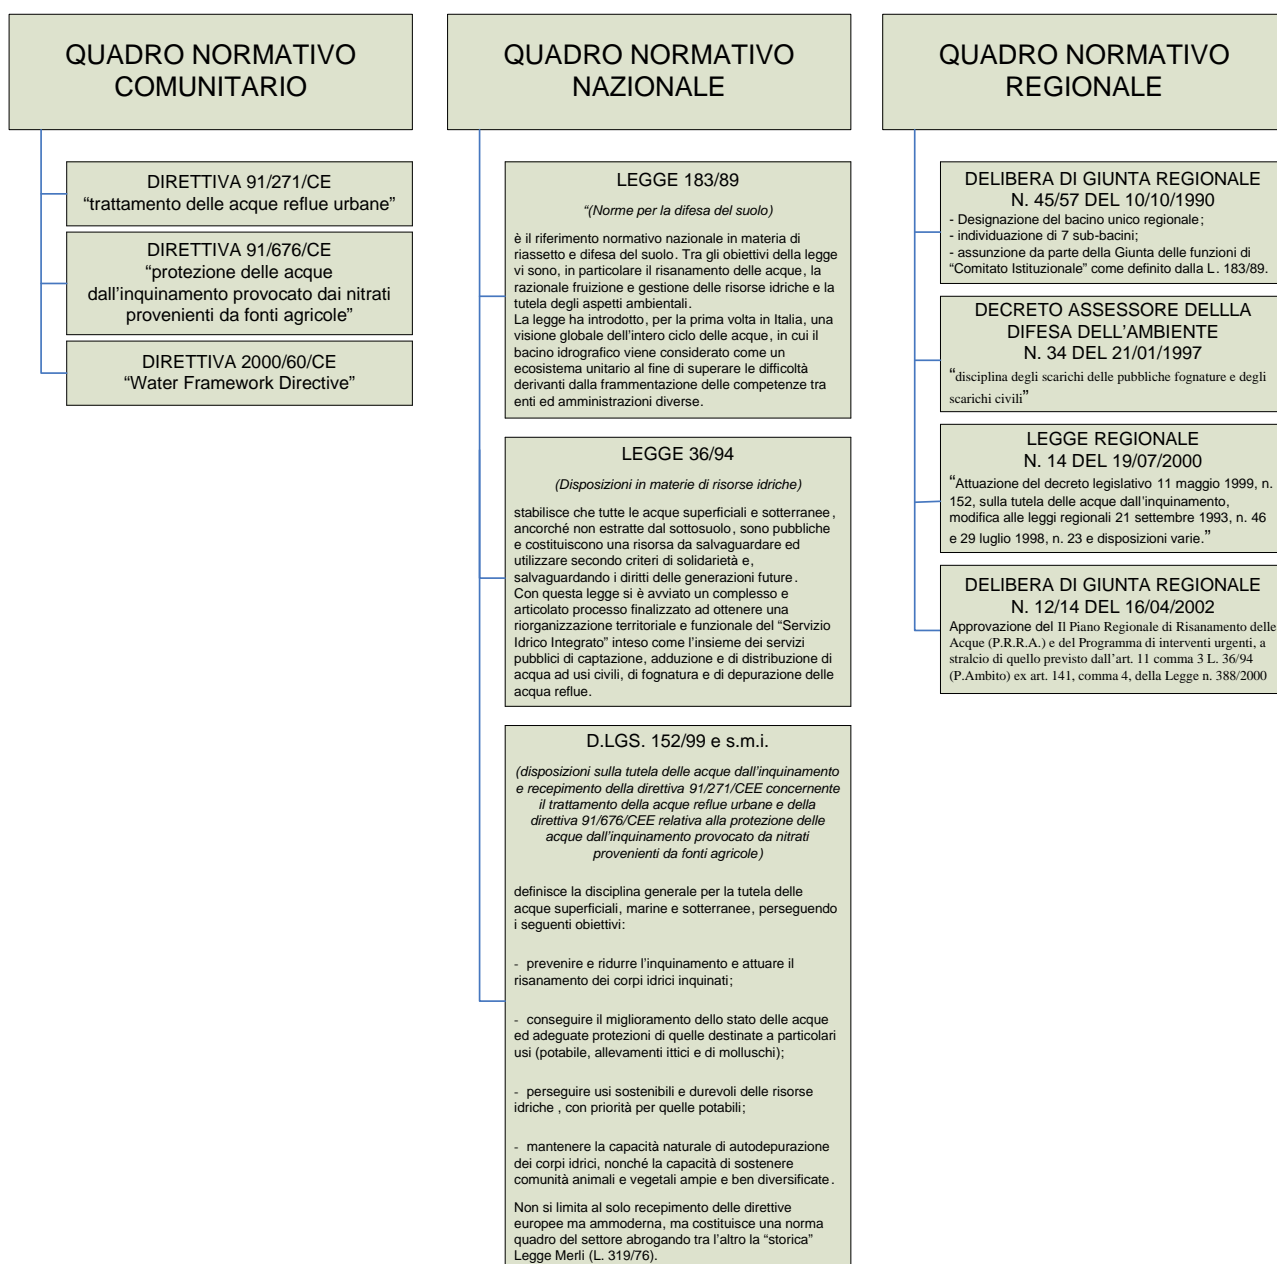 QUADRO NORMATIVO
COMUNITARIO
DIRETTIVA 91/271/CE
“trattamento delle acque reflue urbane”
DIRETTIVA 91/676/CE
“protezione delle acque
dall’inquinamento provocato dai nitrati
provenienti da fonti agricole”
DIRETTIVA 2000/60/CE
“Water Framework Directive”
QUADRO NORMATIVO
NAZIONALE
LEGGE 183/89
“(Norme per la difesa del suolo)
è il riferimento normativo nazionale in materia di
riassetto e difesa del suolo. Tra gli obiettivi della legge
vi sono, in particolare il risanamento delle acque, la
razionale fruizione e gestione delle risorse idriche e la
tutela degli aspetti ambientali.
La legge ha introdotto, per la prima volta in Italia, una
visione globale dell’intero ciclo delle acque, in cui il
bacino idrografico viene considerato come un
ecosistema unitario al fine di superare le difficoltà
derivanti dalla frammentazione delle competenze tra
enti ed amministrazioni diverse.
LEGGE 36/94
(Disposizioni in materie di risorse idriche)
stabilisce che tutte le acque superficiali e sotterranee,
ancorché non estratte dal sottosuolo, sono pubbliche
e costituiscono una risorsa da salvaguardare ed
utilizzare secondo criteri di solidarietà e,
salvaguardando i diritti delle generazioni future.
Con questa legge si è avviato un complesso e
articolato processo finalizzato ad ottenere una
riorganizzazione territoriale e funzionale del “Servizio
Idrico Integrato” inteso come l’insieme dei servizi
pubblici di captazione, adduzione e di distribuzione di
acqua ad usi civili, di fognatura e di depurazione delle
acqua reflue.
D.LGS. 152/99 e s.m.i.
(disposizioni sulla tutela delle acque dall’inquinamento
e recepimento della direttiva 91/271/CEE concernente
il trattamento della acque reflue urbane e della
direttiva 91/676/CEE relativa alla protezione delle
acque dall’inquinamento provocato da nitrati
provenienti da fonti agricole)
definisce la disciplina generale per la tutela delle
acque superficiali, marine e sotterranee, perseguendo
i seguenti obiettivi:
- prevenire e ridurre l’inquinamento e attuare il
risanamento dei corpi idrici inquinati;
- conseguire il miglioramento dello stato delle acque
ed adeguate protezioni di quelle destinate a particolari
usi (potabile, allevamenti ittici e di molluschi);
- perseguire usi sostenibili e durevoli delle risorse
idriche , con priorità per quelle potabili;
- mantenere la capacità naturale di autodepurazione
dei corpi idrici, nonché la capacità di sostenere
comunità animali e vegetali ampie e ben diversificate.
Non si limita al solo recepimento delle direttive
europee ma ammoderna, ma costituisce una norma
quadro del settore abrogando tra l’altro la “storica”
Legge Merli (L. 319/76).
QUADRO NORMATIVO
REGIONALE
DELIBERA DI GIUNTA REGIONALE
N. 45/57 DEL 10/10/1990
- Designazione del bacino unico regionale;
- individuazione di 7 sub-bacini;
- assunzione da parte della Giunta delle funzioni di
“Comitato Istituzionale” come definito dalla L. 183/89.
DECRETO ASSESSORE DELLLA
DIFESA DELL’AMBIENTE
N. 34 DEL 21/01/1997
“disciplina degli scarichi delle pubbliche fognature e degli
scarichi civili”
LEGGE REGIONALE
N. 14 DEL 19/07/2000
“Attuazione del decreto legislativo 11 maggio 1999, n.
152, sulla tutela delle acque dall’inquinamento,
modifica alle leggi regionali 21 settembre 1993, n. 46
e 29 luglio 1998, n. 23 e disposizioni varie.”
DELIBERA DI GIUNTA REGIONALE
N. 12/14 DEL 16/04/2002
Approvazione del Il Piano Regionale di Risanamento delle
Acque (P.R.R.A.) e del Programma di interventi urgenti, a
stralcio di quello previsto dall’art. 11 comma 3 L. 36/94
(P.Ambito) ex art. 141, comma 4, della Legge n. 388/2000